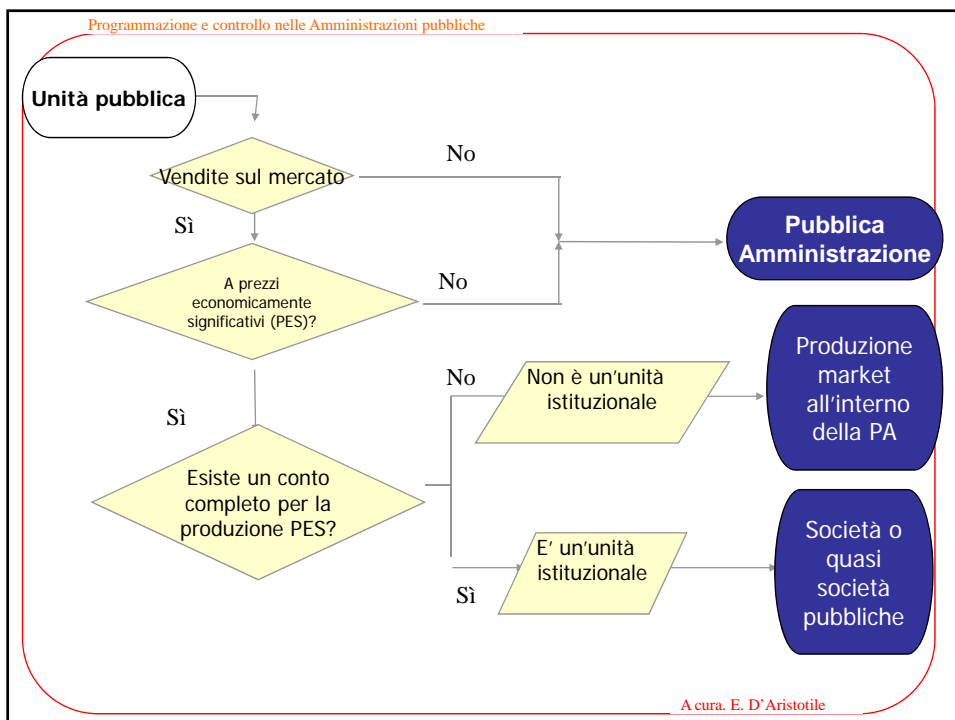 Programmazione e controllo nelle Amministrazioni pubbliche
Unità pubblica
Vendite sul mercato
No
Sì
Pubblica
Amministrazione
A prezzi
economicamente
significativi (PES)?
No
Sì
Esiste un conto
completo per la
produzione PES?
No
Non è un'unità
istituzionale
Produzione
market
all'interno
della PA
Sì
E' un'unità
istituzionale
Società o
quasi
società
pubbliche
A cura. E. D'Aristotile